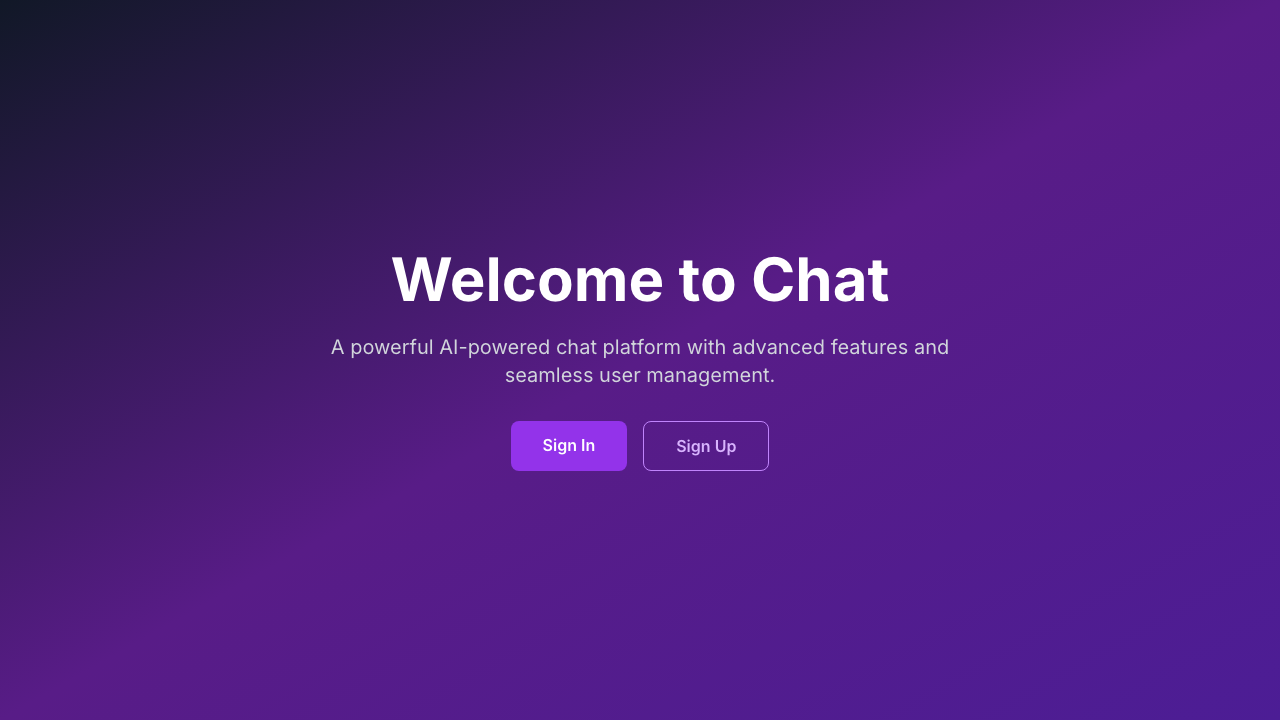 Welcome to Chat
A powerful AI-powered chat platform with advanced features and
seamless user management.
Sign In
Sign Up